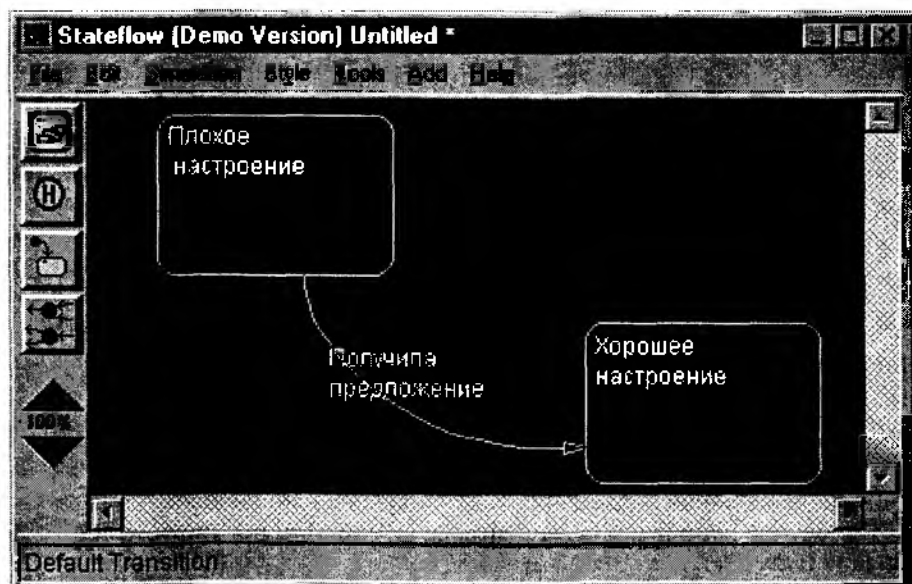 Stateflow (Demo Version) Untitled *
File Edit Simulation Style Tools Add Help
H
Плохое
настроение
Получила
предложение
Хорошее
настроение
100%
Default Transition